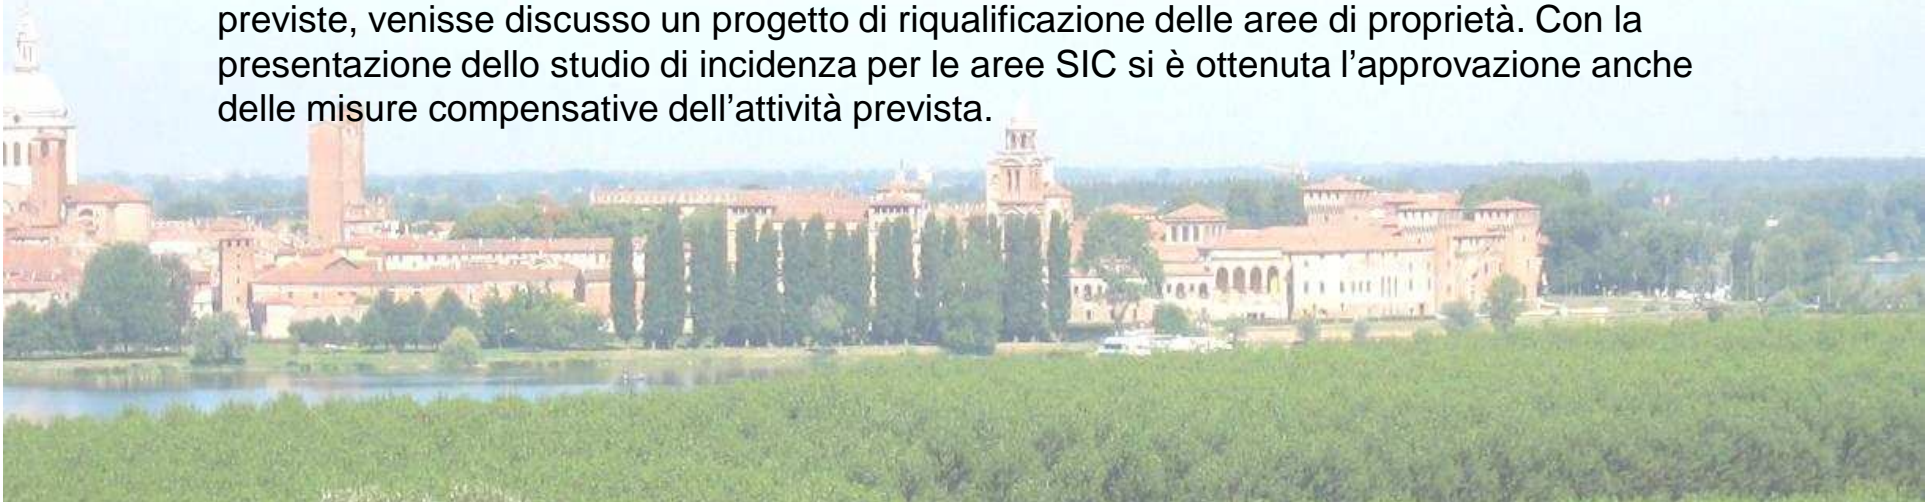 previste, venisse discusso un progetto di riqualificazione delle aree di proprietà. Con la
presentazione dello studio di incidenza per le aree SIC si è ottenuta l’approvazione anche
delle misure compensative dell’attività prevista.